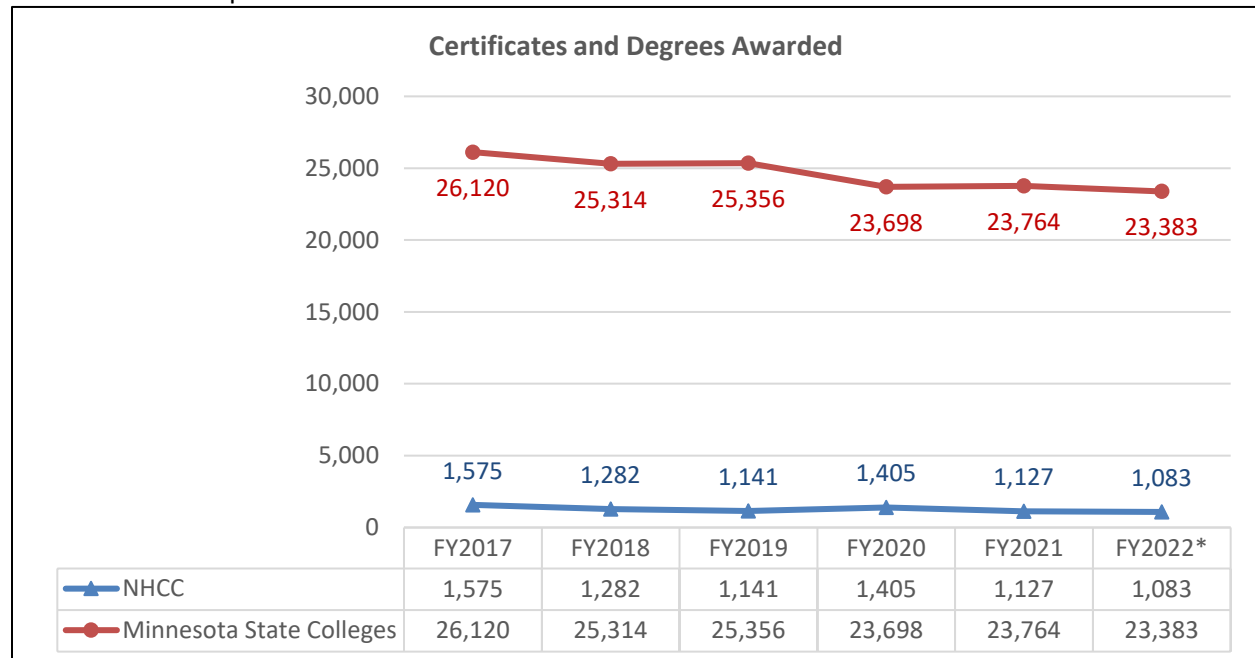 Certificates and Degrees Awarded
30,000
25,000
26,120 25,314 25,356 23,698 23,764 23,383
20,000
15,000
10,000
5,000
1,575 1,282 1,141 1,405 1,127 1,083
0
FY2017 FY2018 FY2019 FY2020 FY2021 FY2022*
NHCC 1,575 1,282 1,141 1,405 1,127 1,083
Minnesota State Colleges 26,120 25,314 25,356 23,698 23,764 23,383